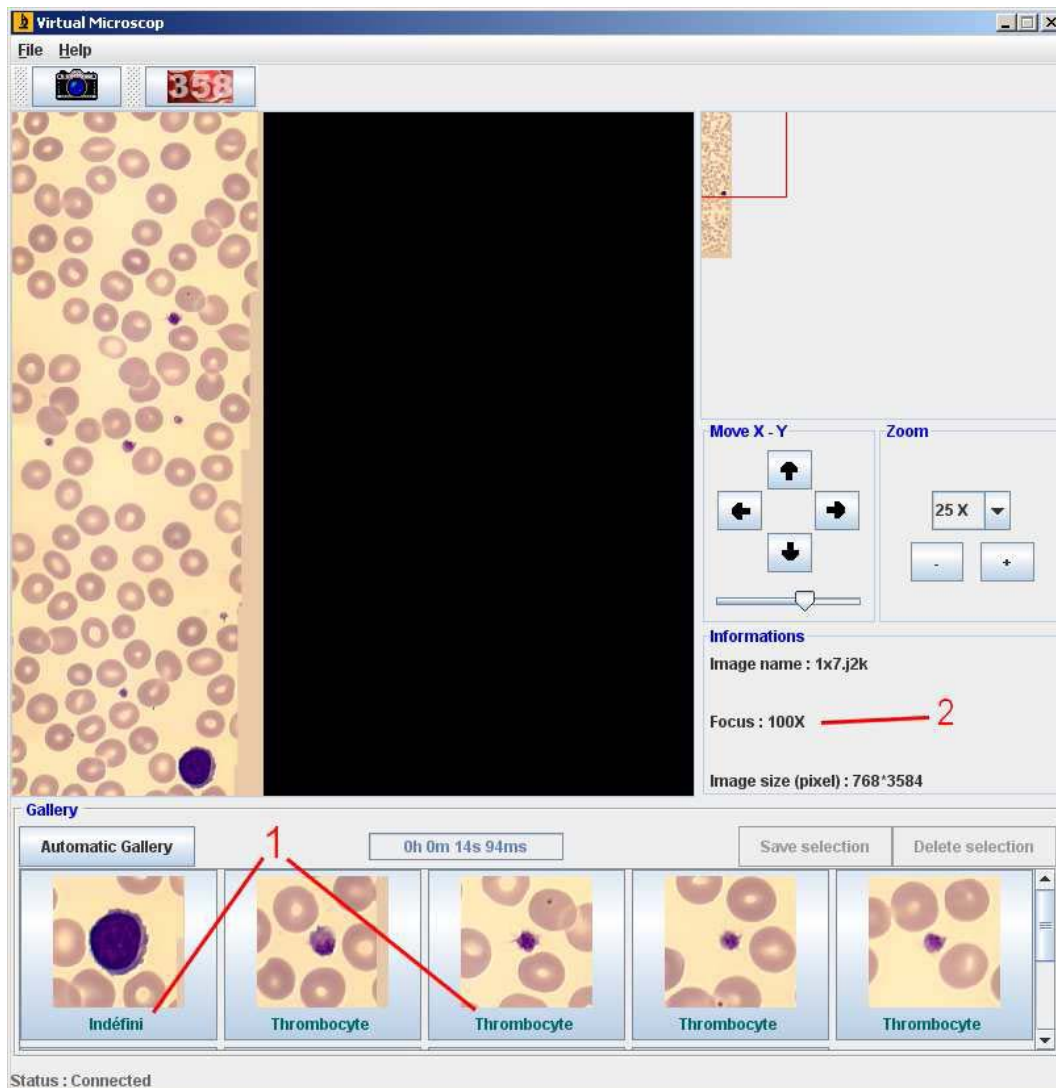 Virtual Microscop
File Help
358
Move X - Y
Zoom
25 X
- +
Informations
Image name : 1x7.j2k
Focus : 100X
2
Image size (pixel) : 768*3584
Gallery
1
Automatic Gallery
0h 0m 14s 94ms
Save selection
Delete selection
Indéfini
Thrombocyte
Thrombocyte
Thrombocyte
Thrombocyte
Status : Connected